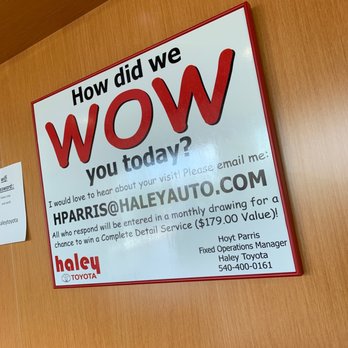 How did we
WOW
you today?
I would love to hear about your visit! Please email me:
HPARRIS@HALEYAUTO.COM
All who respond will be entered in a monthly drawing for a
chance to win a Complete Detail Service ($179.00 Value)!
haley
TOYOTA
Hoyt Parris
Fixed Operations Manager
Haley Toyota
540-400-0161
wifi